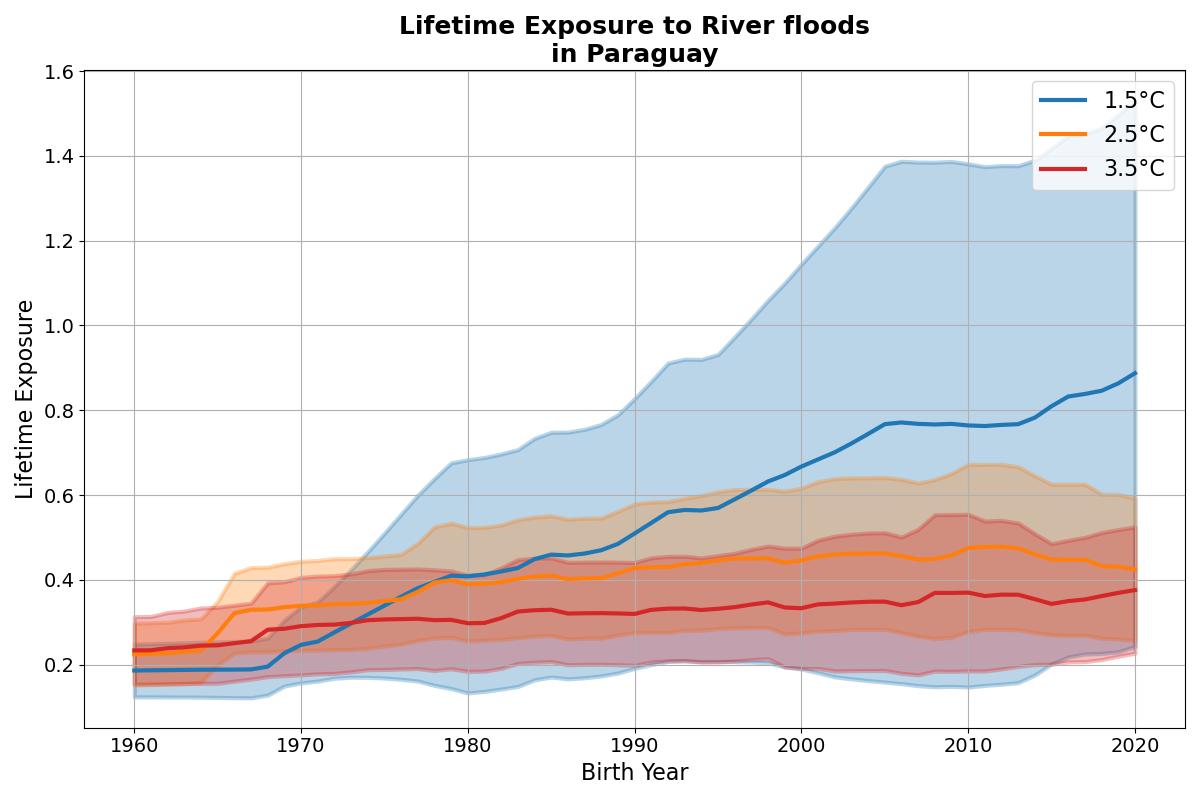 Lifetime Exposure to River floods
in Paraguay
1.5°C
2.5°C
3.5°C
Lifetime Exposure
1.6
1.4
1.2
1.0
0.8
0.6
0.4
0.2
1960 1970 1980 1990 2000 2010 2020
Birth Year